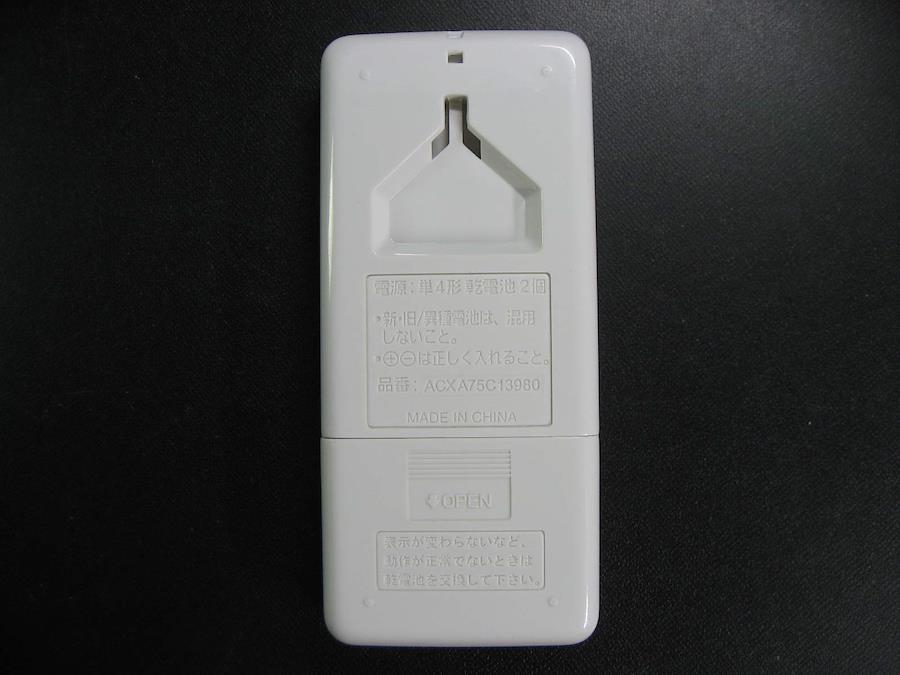 電源：単4形 乾電池 2個
・新・旧/異種電池は、混用
しないこと。
・⊕⊖は正しく入れること。
品番：ACXA75C13980
MADE IN CHINA
OPEN
表示が変わらないなど、
動作が正常でないときは
乾電池を交換して下さい。